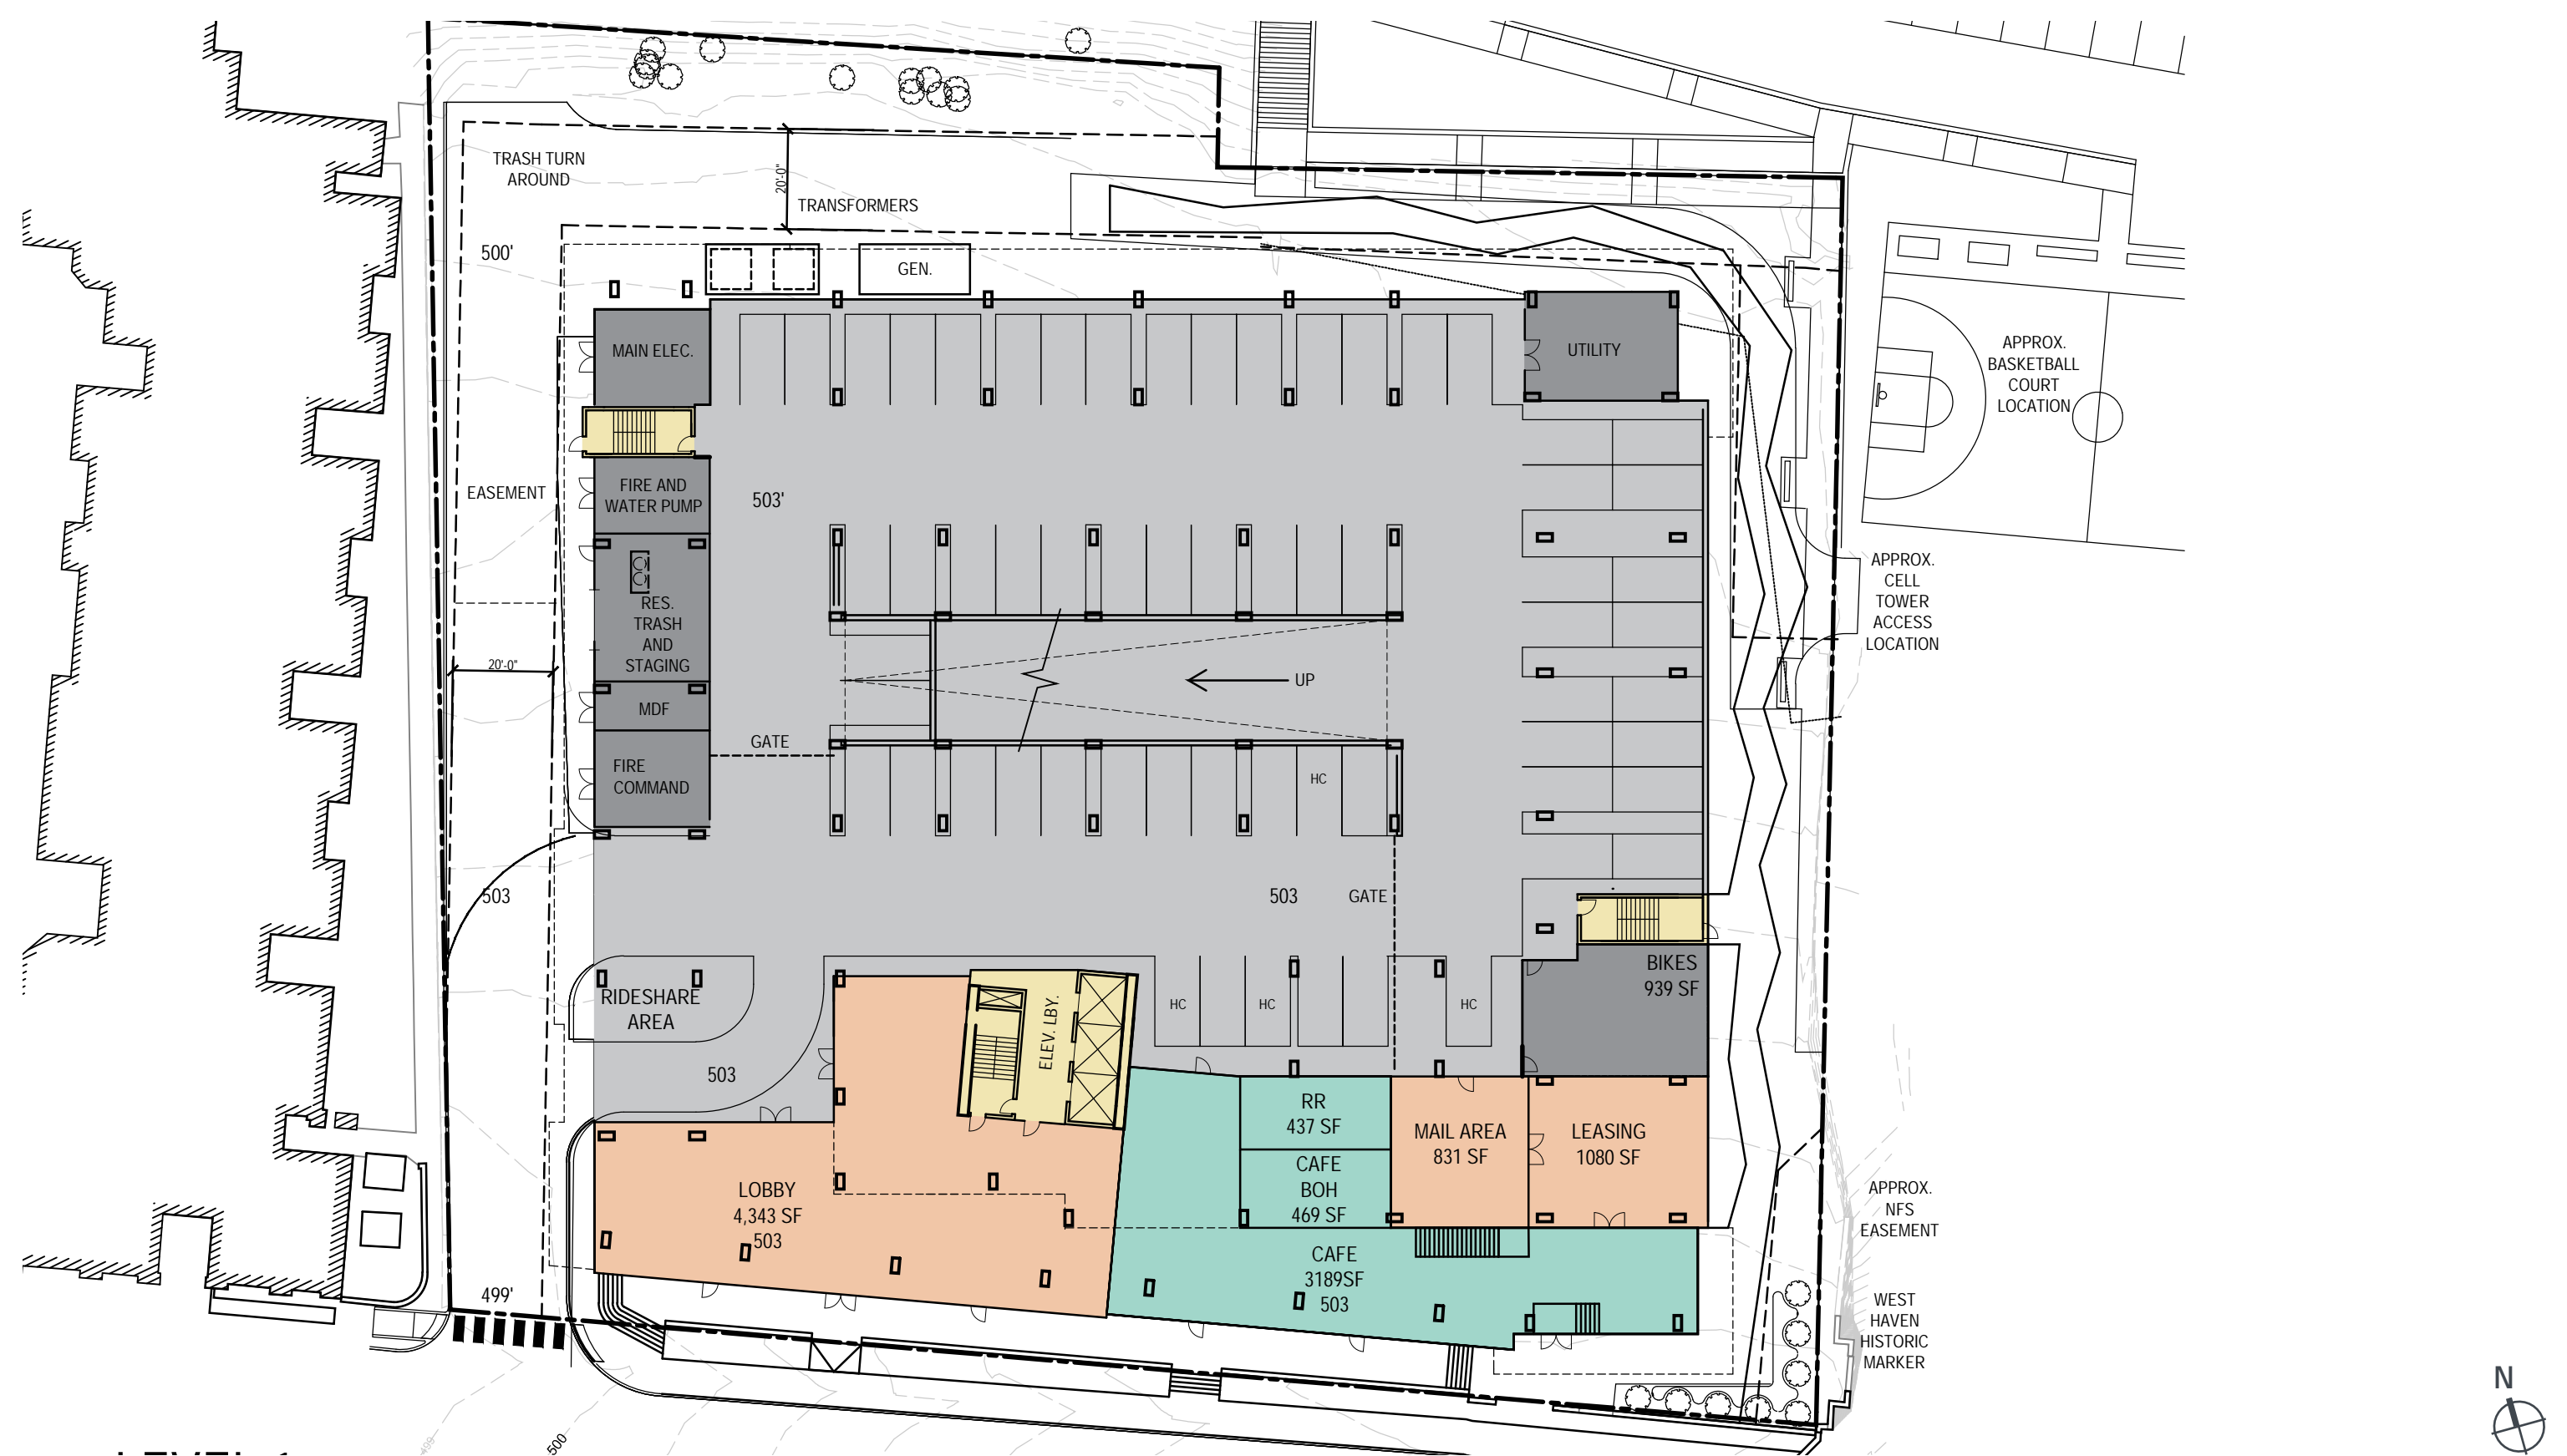 TRASH TURN
AROUND
20'-0"
TRANSFORMERS
500'
GEN.
MAIN ELEC.
UTILITY
APPROX.
BASKETBALL
COURT
LOCATION
EASEMENT
FIRE AND
WATER PUMP
503'
RES.
TRASH
AND
STAGING
APPROX.
CELL
TOWER
ACCESS
LOCATION
20'-0"
UP
MDF
GATE
FIRE
COMMAND
HC
503
503
GATE
RIDESHARE
AREA
ELEV. LBY.
HC
HC
HC
BIKES
939 SF
503
RR
437 SF
MAIL AREA
831 SF
LEASING
1080 SF
CAFE
BOH
469 SF
LOBBY
4,343 SF
503
APPROX.
NFS
EASEMENT
CAFE
3189SF
503
499'
WEST
HAVEN
HISTORIC
MARKER
N
499
500